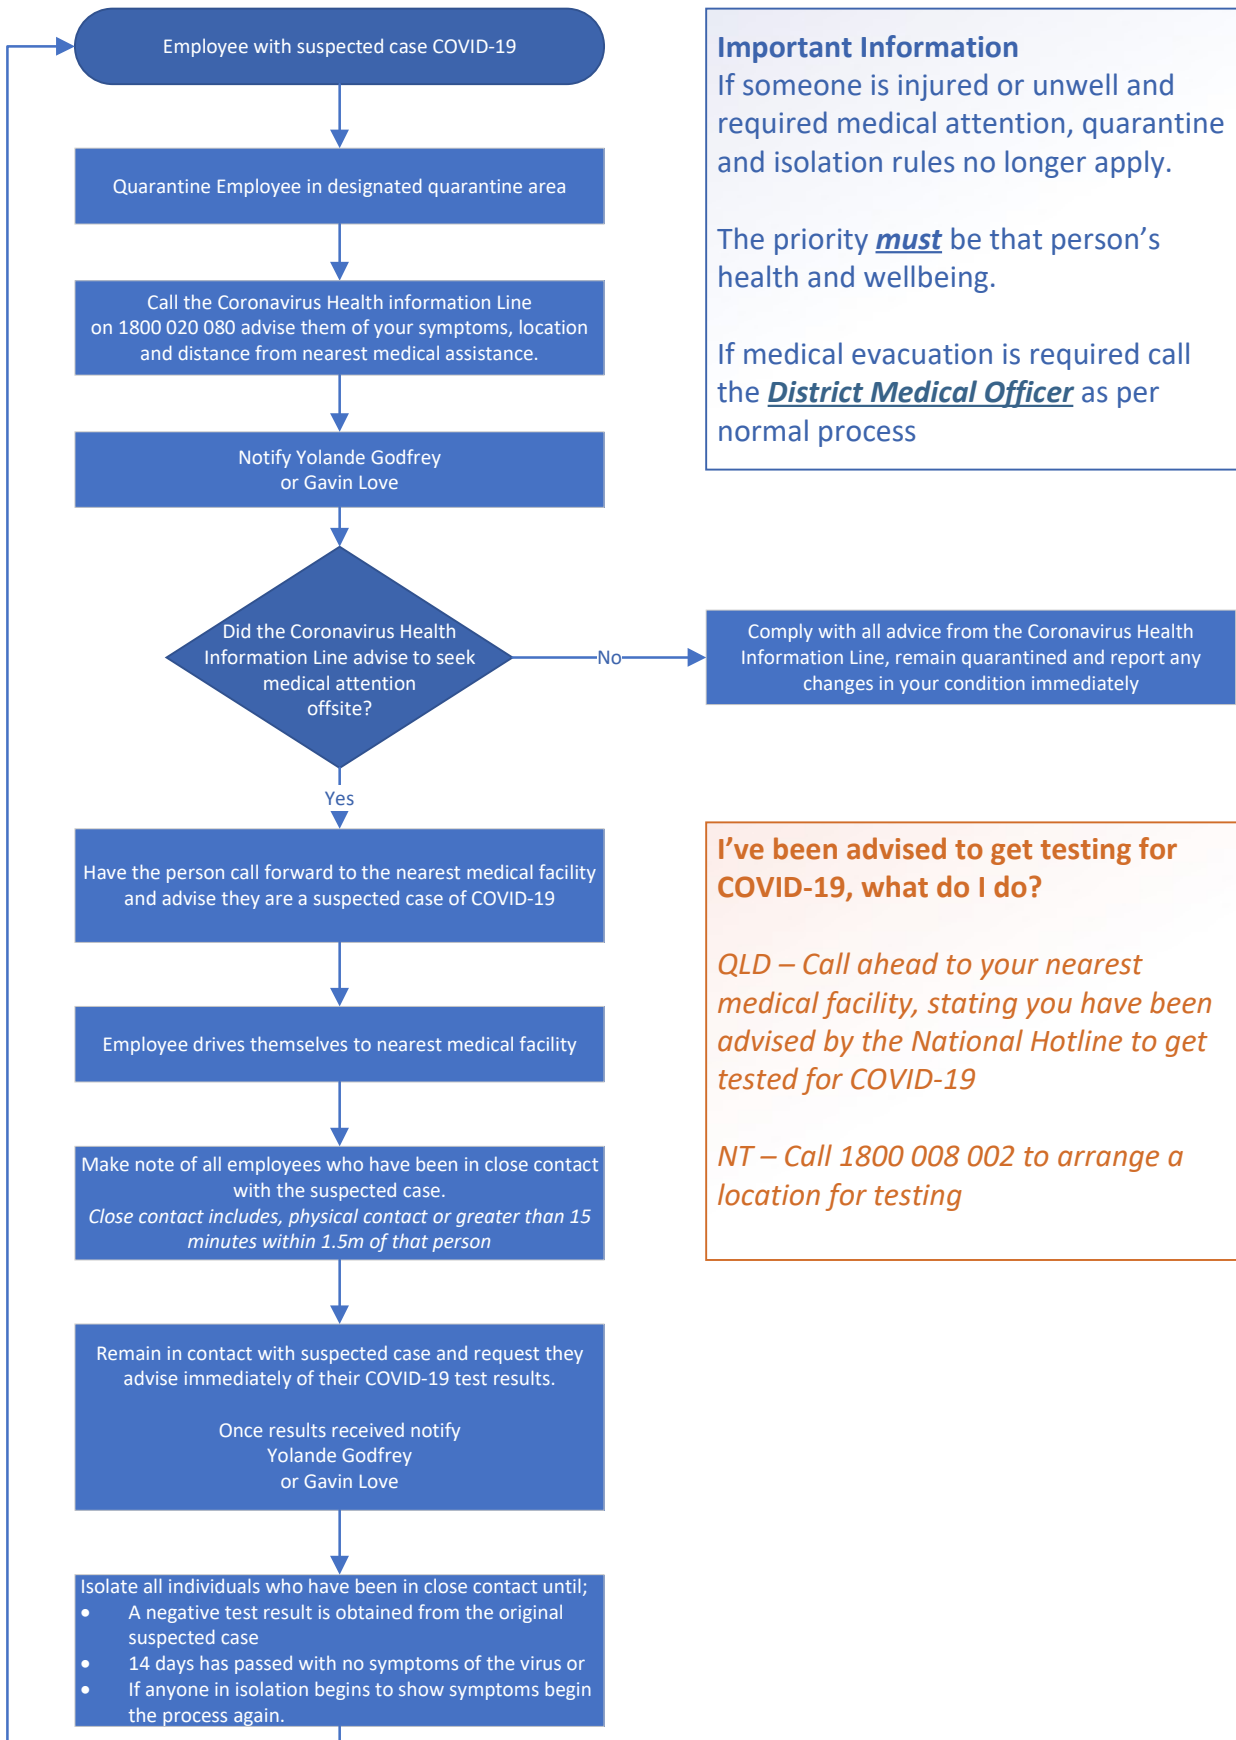 Employee with suspected case COVID-19
Quarantine Employee in designated quarantine area
Call the Coronavirus Health information Line
on 1800 020 080 advise them of your symptoms, location
and distance from nearest medical assistance.
Notify Yolande Godfrey
or Gavin Love
Did the Coronavirus Health
Information Line advise to seek
medical attention
offsite?
No
Comply with all advice from the Coronavirus Health
Information Line, remain quarantined and report any
changes in your condition immediately
Yes
Have the person call forward to the nearest medical facility
and advise they are a suspected case of COVID-19
Employee drives themselves to nearest medical facility
Make note of all employees who have been in close contact
with the suspected case.
Close contact includes, physical contact or greater than 15
minutes within 1.5m of that person
Remain in contact with suspected case and request they
advise immediately of their COVID-19 test results.
Once results received notify
Yolande Godfrey
or Gavin Love
Isolate all individuals who have been in close contact until;
• A negative test result is obtained from the original
suspected case
• 14 days has passed with no symptoms of the virus or
• If anyone in isolation begins to show symptoms begin
the process again.
Important Information
If someone is injured or unwell and
required medical attention, quarantine
and isolation rules no longer apply.
The priority must be that person's
health and wellbeing.
If medical evacuation is required call
the District Medical Officer as per
normal process
I've been advised to get testing for
COVID-19, what do I do?
QLD – Call ahead to your nearest
medical facility, stating you have been
advised by the National Hotline to get
tested for COVID-19
NT – Call 1800 008 002 to arrange a
location for testing